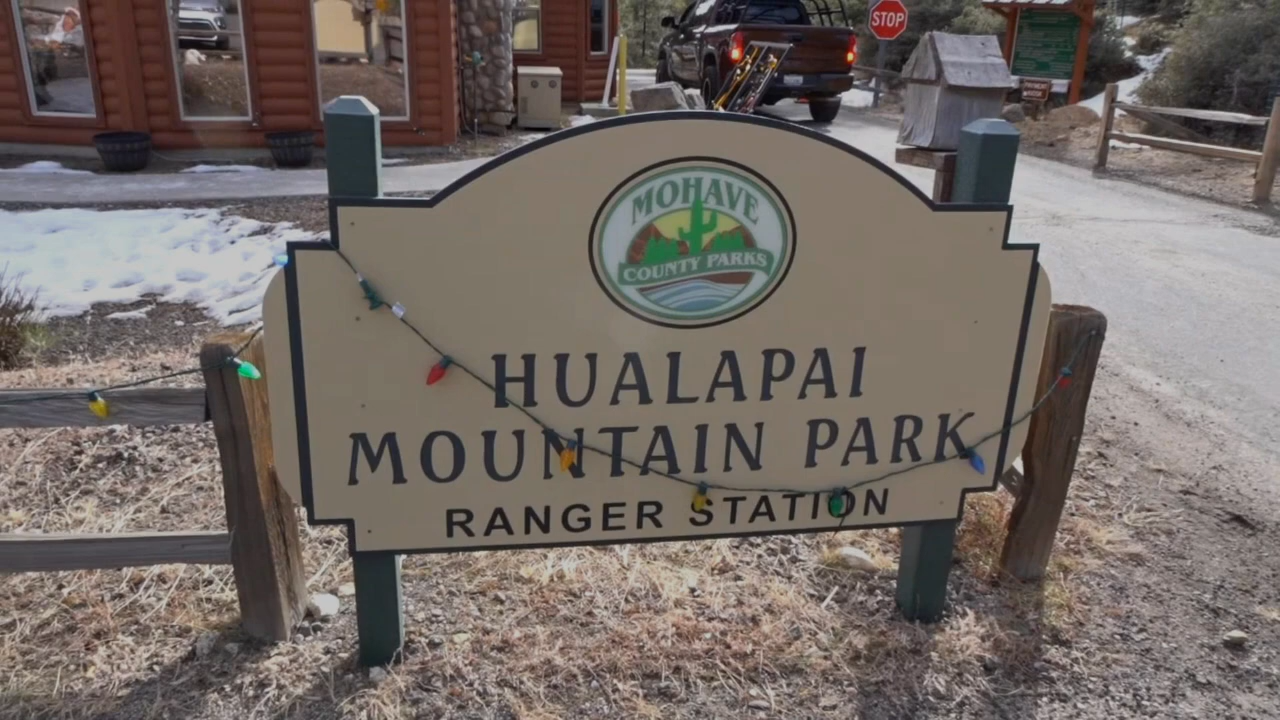 STOP
MOHAVE
COUNTY PARKS
HUALAPAI
MOUNTAIN PARK
RANGER STATION